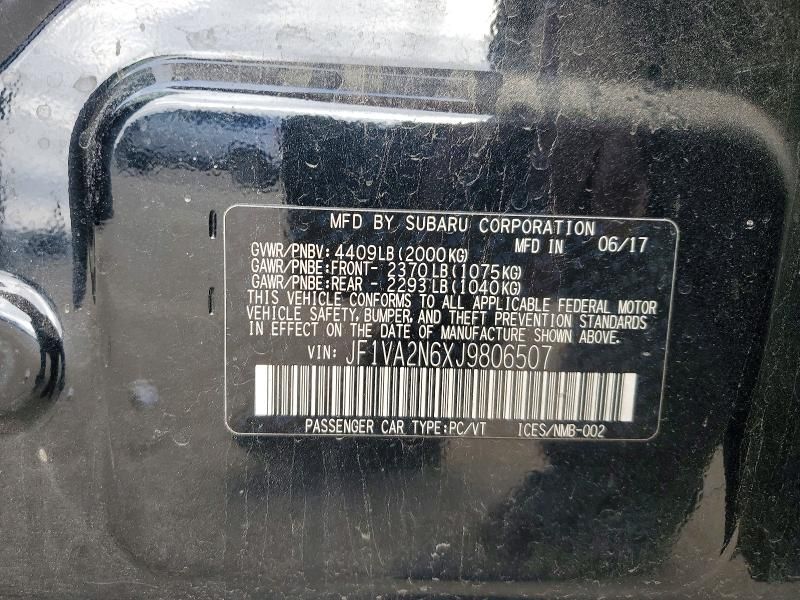 MFD BY SUBARU CORPORATION
MFD IN 06/17
GVWR/PNBV: 4409LB(2000KG)
GAWR/PNBE:FRONT- 2370LB(1075KG)
GAWR/PNBE:REAR - 2293LB(1040KG)
THIS VEHICLE CONFORMS TO ALL APPLICABLE FEDERAL MOTOR
VEHICLE SAFETY, BUMPER, AND THEFT PREVENTION STANDARDS
IN EFFECT ON THE DATE OF MANUFACTURE SHOWN ABOVE.
VIN: JF1VA2N6XJ9806507
PASSENGER CAR TYPE:PC/VT ICES/NMB-002